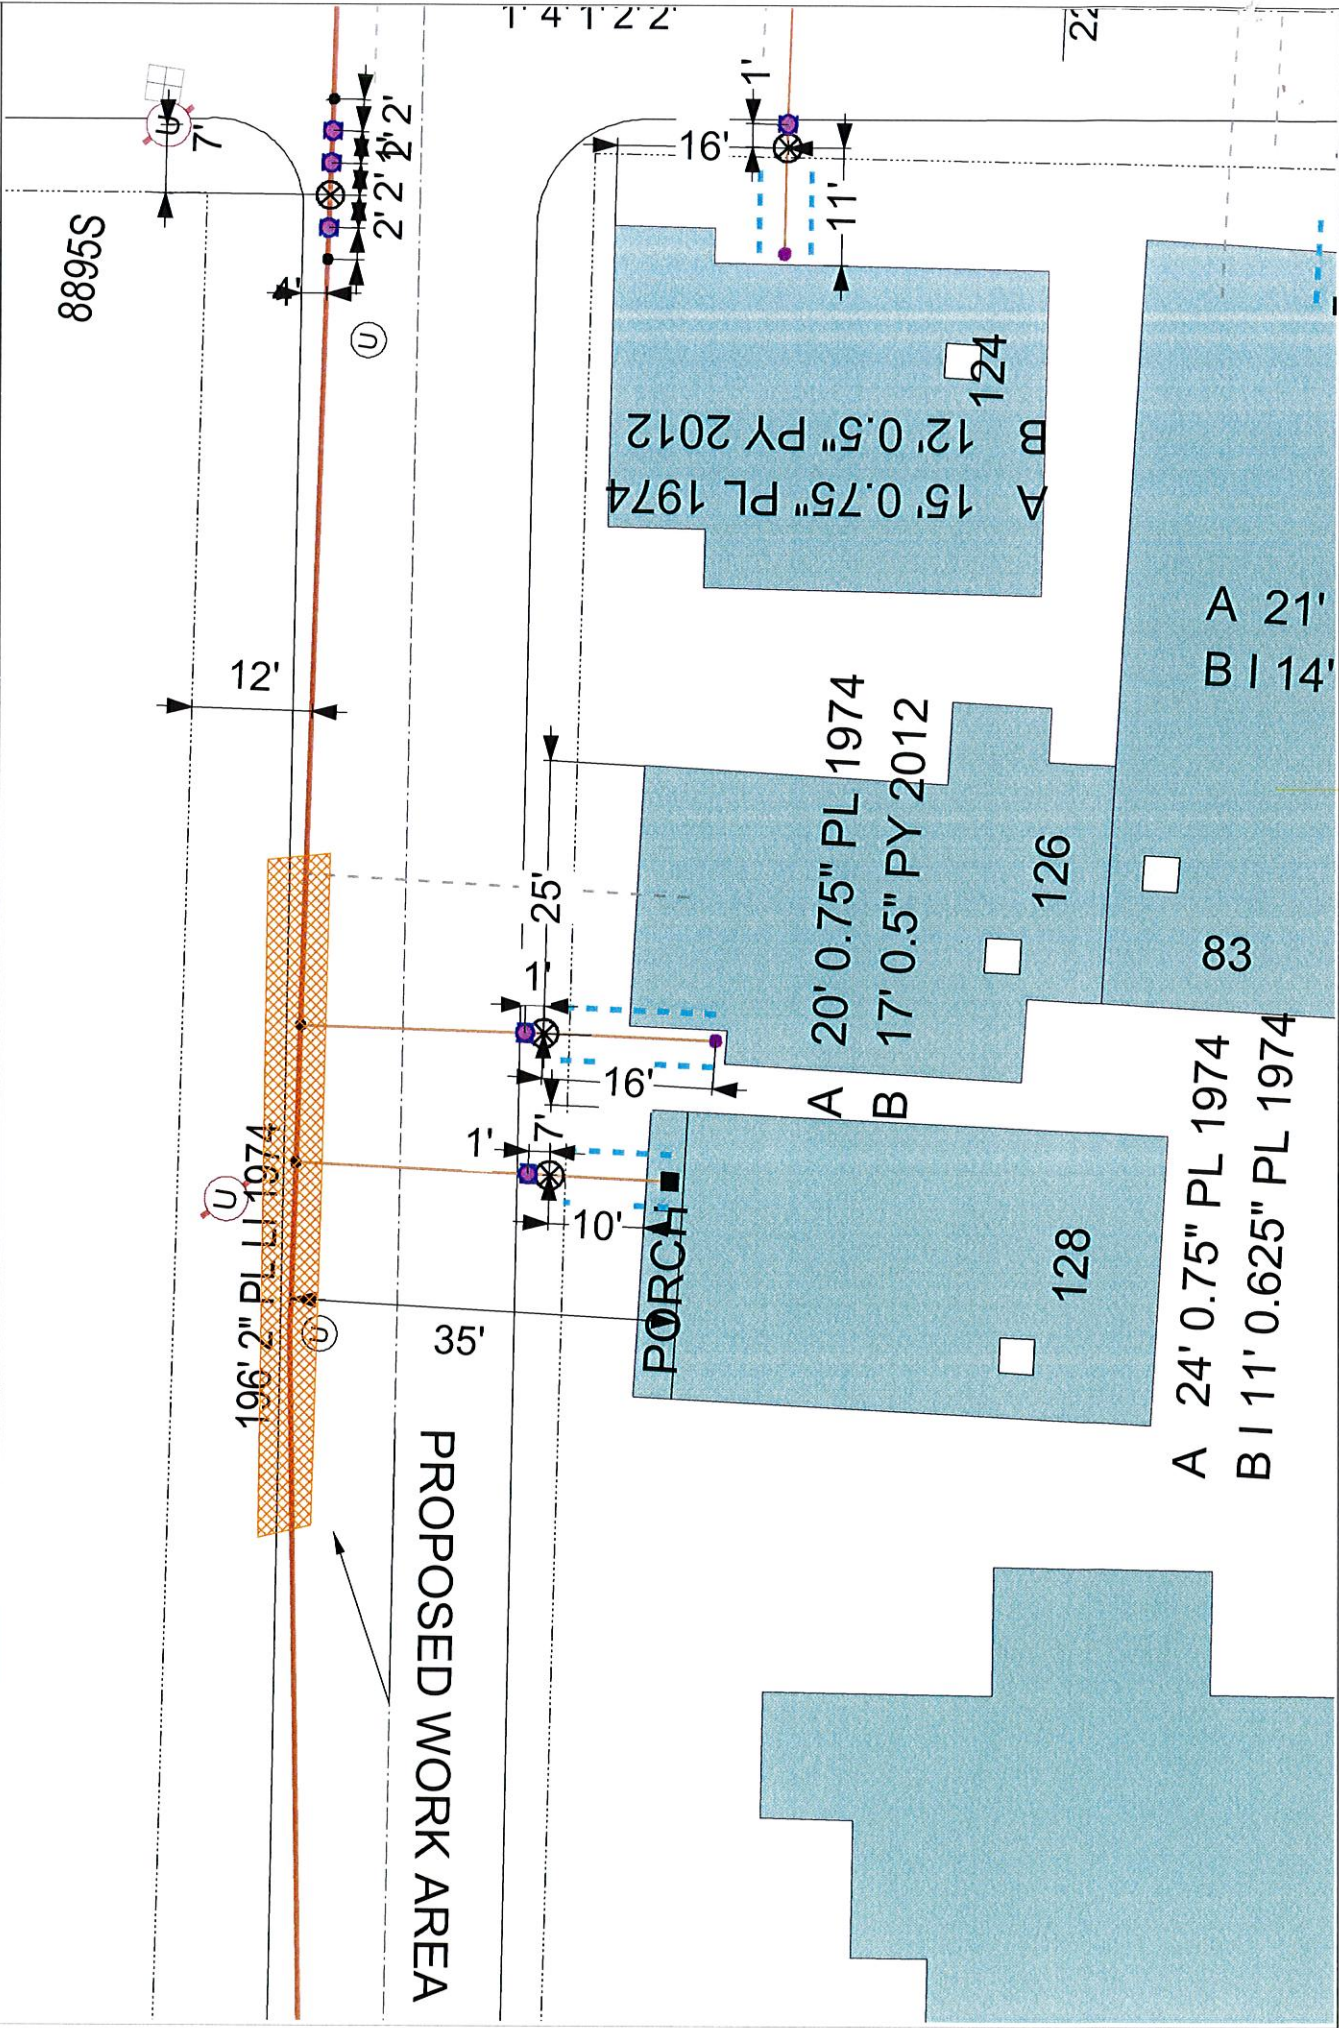 1' 4' 1' 2' 2'
22
U
7'
2'
1'
2'
2'
2'
4'
U
8895S
1'
16'
11'
124
B 12' 0.5" PY 2012
A 15' 0.75" PL 1974
A 21'
B I 14'
12'
A 20' 0.75" PL 1974
B 17' 0.5" PY 2012
126
83
25'
1'
16'
1'
7'
10'
196' 2" PL LI 1974
U
U
35'
PORCH
128
A 24' 0.75" PL 1974
B I 11' 0.625" PL 1974
PROPOSED WORK AREA